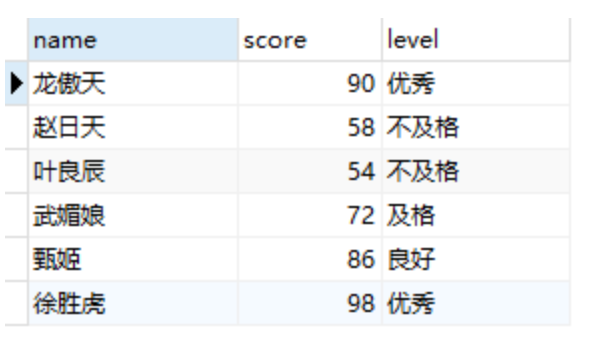 name score level
龙傲天 90 优秀
赵日天 58 不及格
叶良辰 54 不及格
武媚娘 72 及格
甄姬 86 良好
徐胜虎 98 优秀